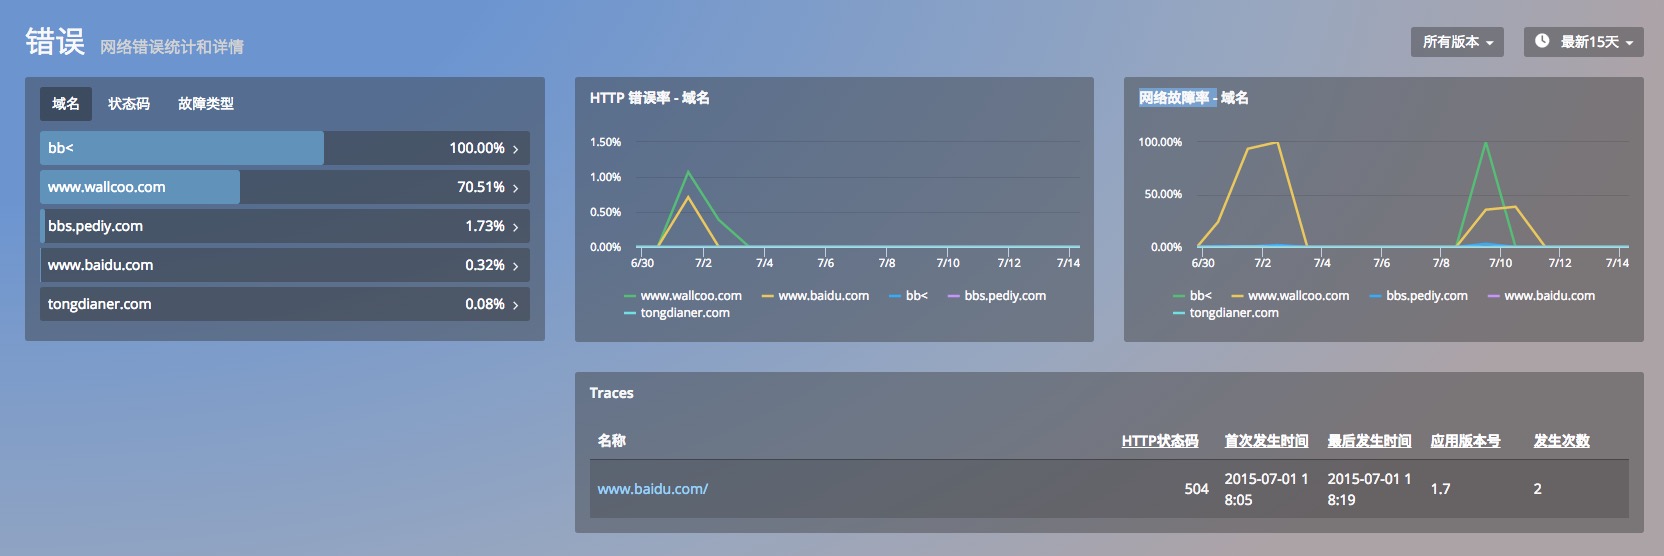 错误 网络错误统计和详情
所有版本 最新15天
域名 状态码 故障类型
bb< 100.00%
www.wallcoo.com 70.51%
bbs.pediy.com 1.73%
www.baidu.com 0.32%
tongdianer.com 0.08%
HTTP 错误率 - 域名
1.50%
1.00%
0.50%
0.00%
6/30 7/2 7/4 7/6 7/8 7/10 7/12 7/14
www.wallcoo.com www.baidu.com bb< bbs.pediy.com
tongdianer.com
网络故障率 - 域名
100.00%
50.00%
0.00%
6/30 7/2 7/4 7/6 7/8 7/10 7/12 7/14
bb< www.wallcoo.com bbs.pediy.com www.baidu.com
tongdianer.com
Traces
名称 HTTP状态码 首次发生时间 最后发生时间 应用版本号 发生次数
www.baidu.com/ 504 2015-07-01 1 2015-07-01 1 1.7 2
8:05 8:19